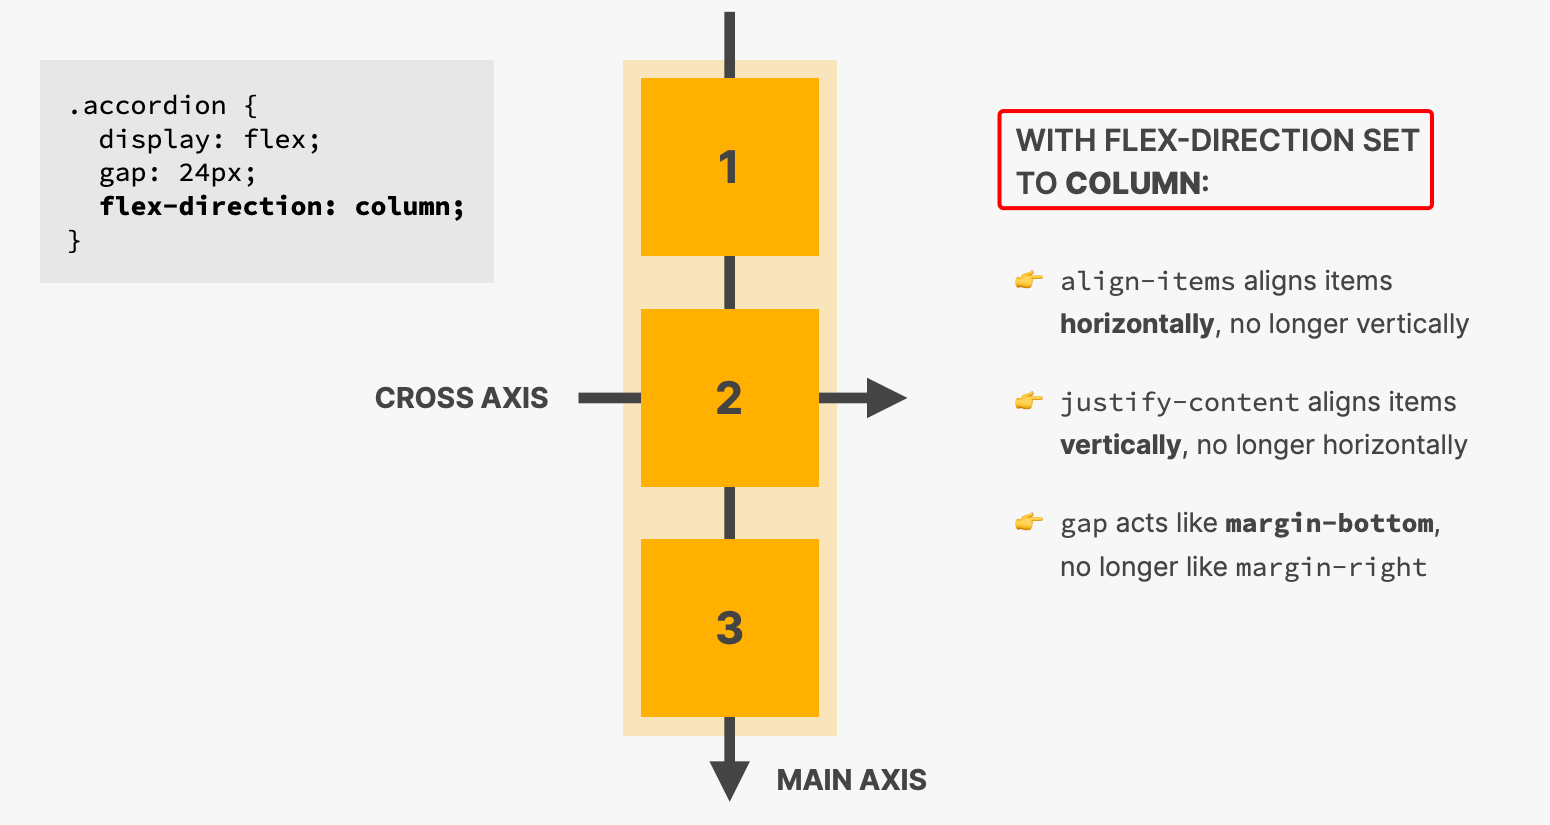 .accordion {
display: flex;
gap: 24px;
flex-direction: column;
}
1
2
3
CROSS AXIS
MAIN AXIS
WITH FLEX-DIRECTION SET
TO COLUMN:
👉 align-items aligns items
horizontally, no longer vertically
👉 justify-content aligns items
vertically, no longer horizontally
👉 gap acts like margin-bottom,
no longer like margin-right